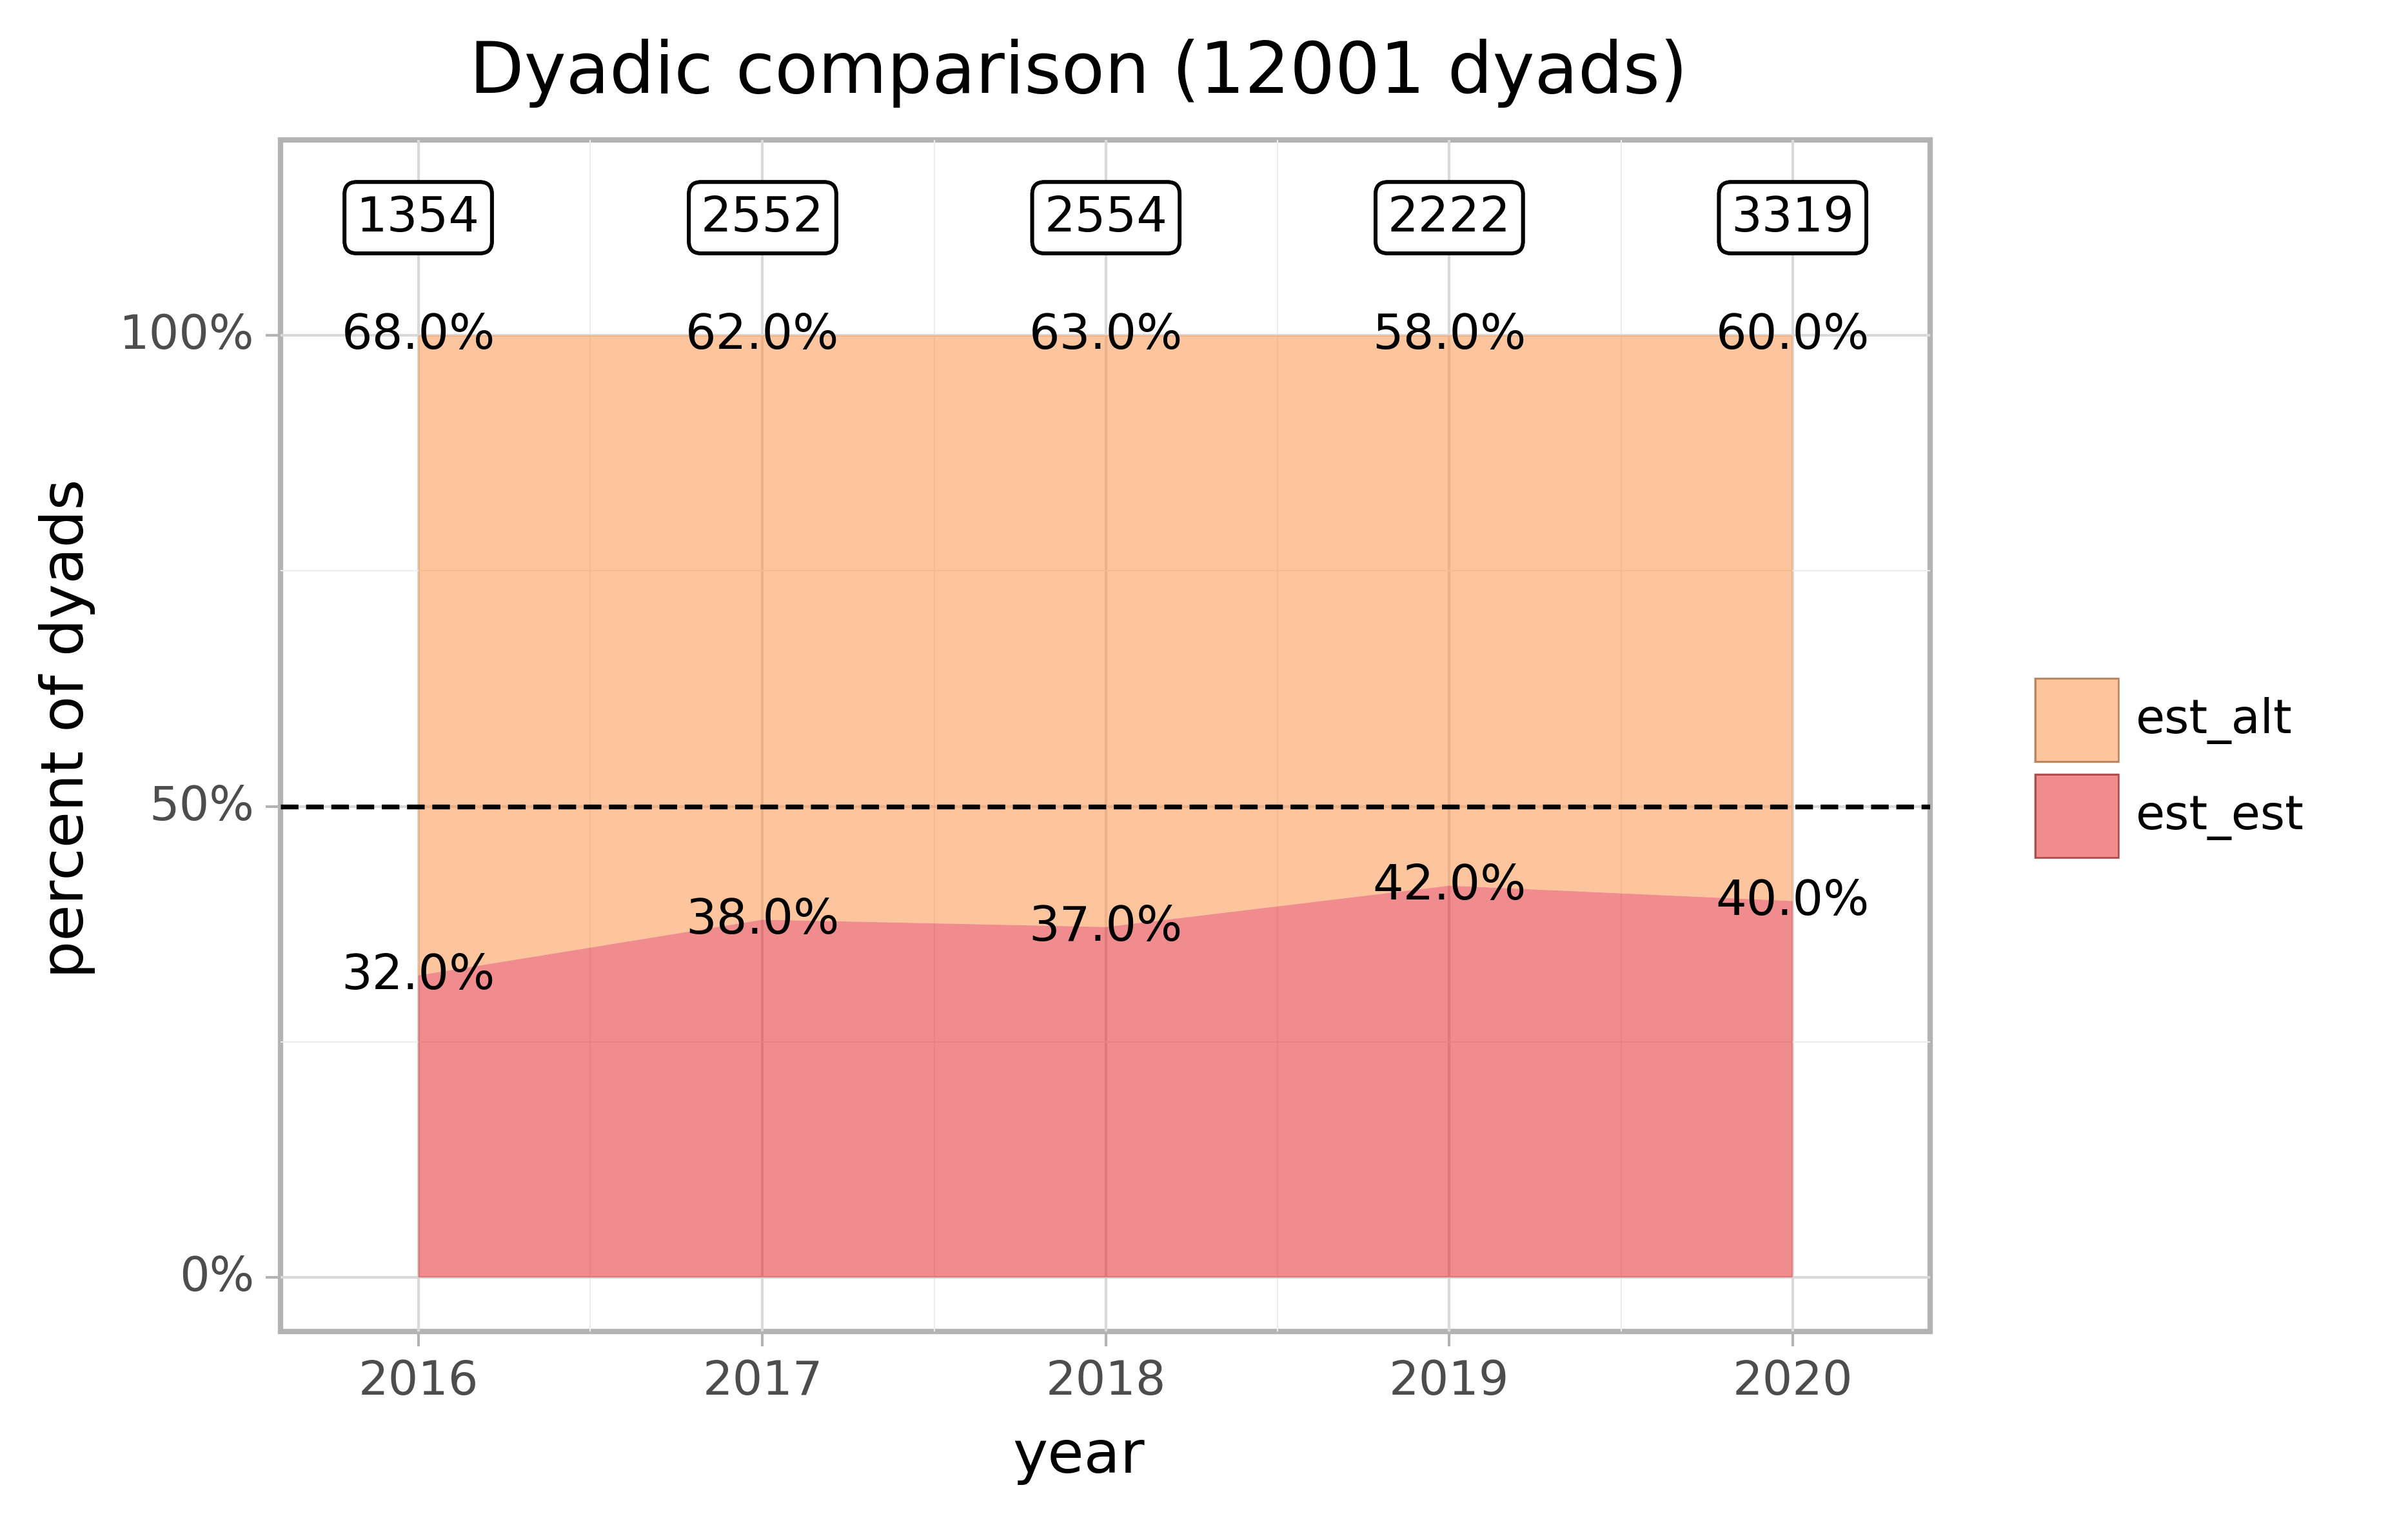 Dyadic comparison (12001 dyads)
1354 2552 2554 2222 3319
100% 68.0% 62.0% 63.0% 58.0% 60.0%
percent of dyads
est_alt
50%
est_est
42.0%
40.0%
38.0%
37.0%
32.0%
0%
2016 2017 2018 2019 2020
year